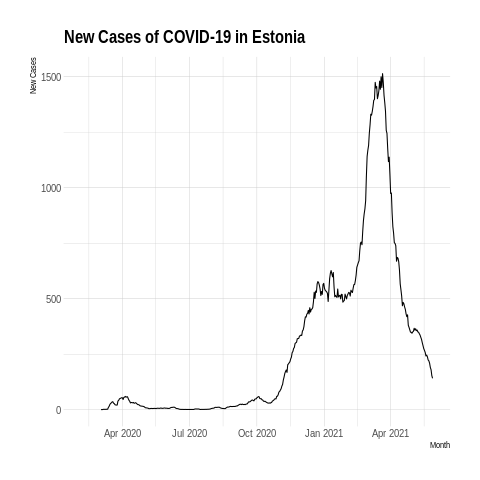 New Cases of COVID-19 in Estonia
New Cases
1500
1000
500
0
Apr 2020 Jul 2020 Oct 2020 Jan 2021 Apr 2021
Month